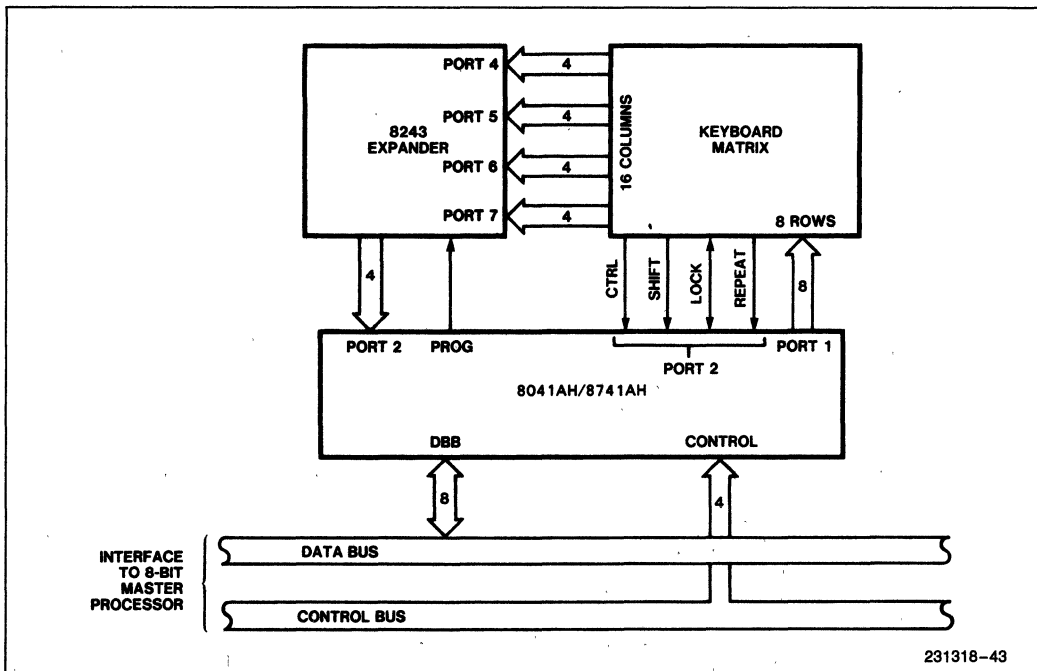 PORT 4
4
PORT 5
4
8243
EXPANDER
PORT 6
4
PORT 7
4
16 COLUMNS
KEYBOARD
MATRIX
8 ROWS
4
CTRL
SHIFT
LOCK
REPEAT
8
PORT 2
PROG
PORT 2
PORT 1
8041AH/8741AH
DBB
CONTROL
8
4
INTERFACE
TO 8-BIT
MASTER
PROCESSOR
DATA BUS
CONTROL BUS
231318-43